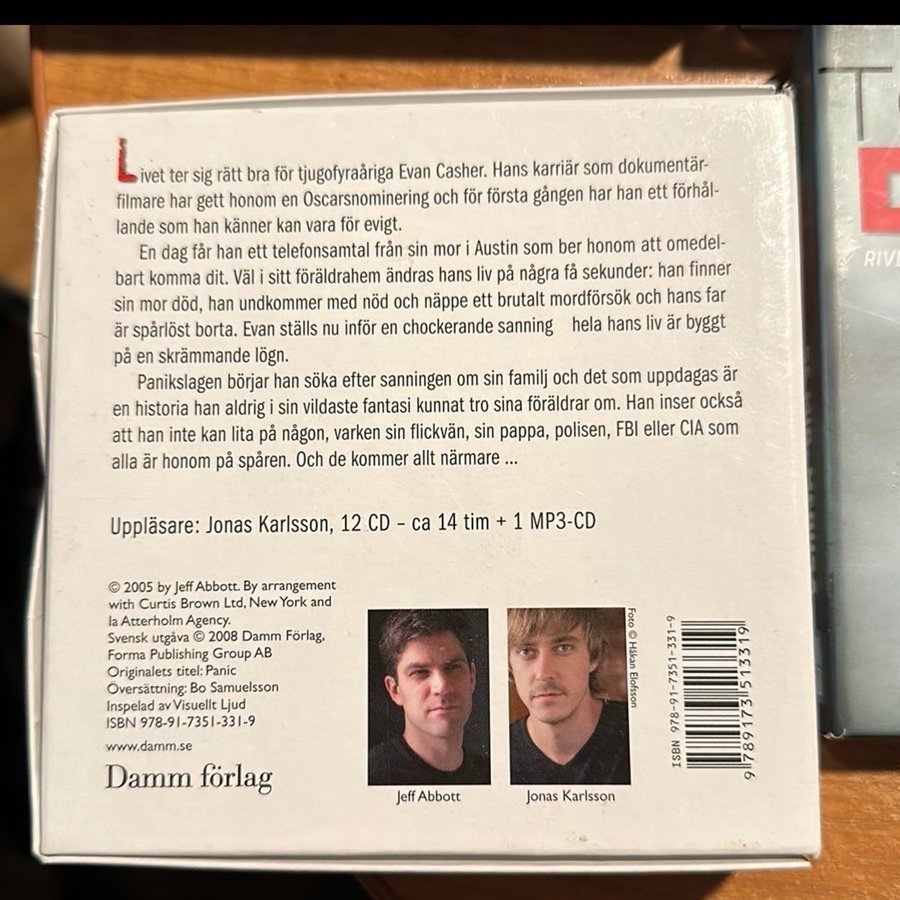 Livet ter sig rätt bra för tjugofyraåriga Evan Casher. Hans karriär som dokumentär-
filmare har gett honom en Oscarsnominering och för första gången har han ett förhål-
lande som han känner kan vara för evigt.
En dag får han ett telefonsamtal från sin mor i Austin som ber honom att omedel-
bart komma dit. Väl i sitt föräldrahem ändras hans liv på några få sekunder: han finner
sin mor död, han undkommer med nöd och näppe ett brutalt mordförsök och hans far
är spårlöst borta. Evan ställs nu inför en chockerande sanning hela hans liv är byggt
på en skrämmande lögn.
Panikslagen börjar han söka efter sanningen om sin familj och det som uppdagas är
en historia han aldrig i sin vildaste fantasi kunnat tro sina föräldrar om. Han inser också
att han inte kan lita på någon, varken sin flickvän, sin pappa, polisen, FBI eller CIA som
alla är honom på spåren. Och de kommer allt närmare ...
Uppläsare: Jonas Karlsson, 12 CD – ca 14 tim + 1 MP3-CD
© 2005 by Jeff Abbott. By arrangement
with Curtis Brown Ltd, New York and
la Atterholm Agency.
Svensk utgåva © 2008 Damm Förlag,
Forma Publishing Group AB
Originalets titel: Panic
Översättning: Bo Samuelsson
Inspelad av Visuellt Ljud
ISBN 978-91-7351-331-9
www.damm.se
Damm förlag
Jeff Abbott
Jonas Karlsson
Foto © Håkan Elofsson
ISBN 978-91-7351-331-9
9 789173 513319